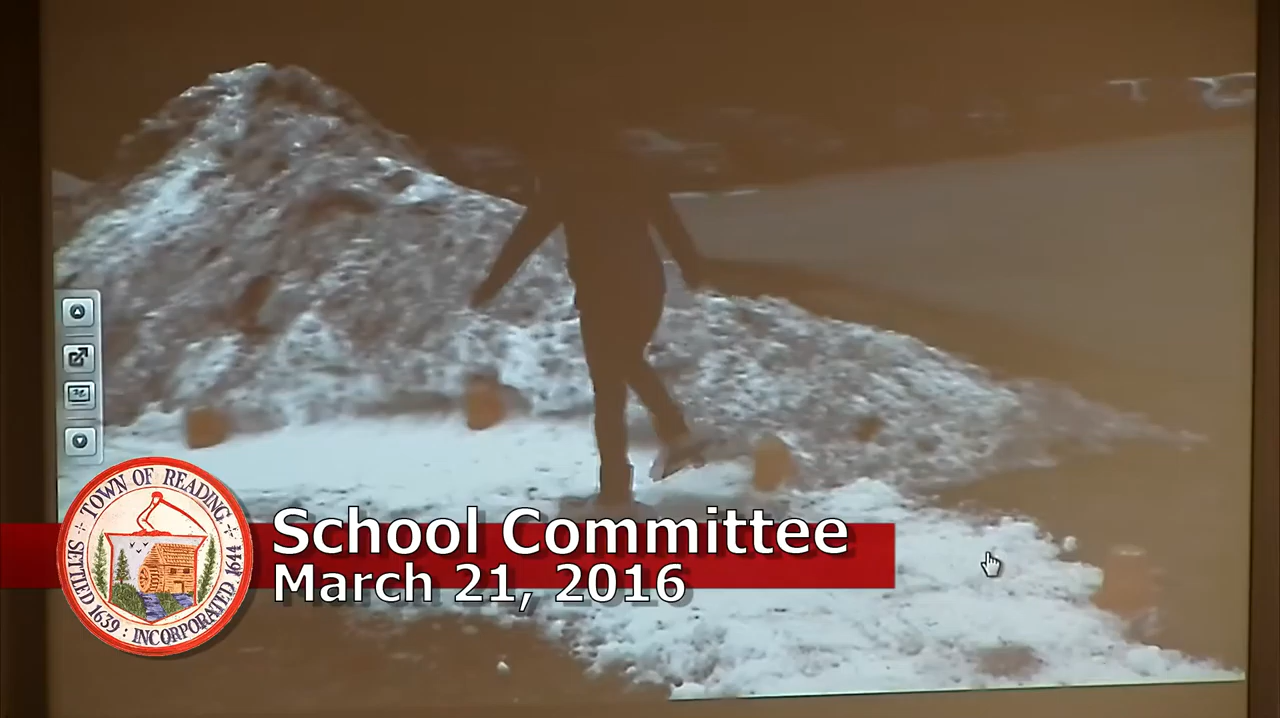 TOWN OF READING
SETTLED 1639 : INCORPORATED 1644
School Committee
March 21, 2016